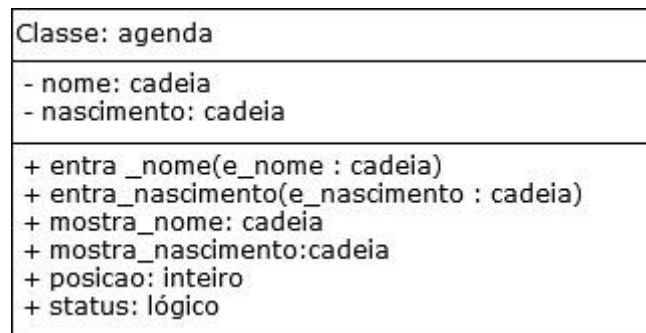 Classe: agenda
- nome: cadeia
- nascimento: cadeia
+ entra _nome(e_nome : cadeia)
+ entra_nascimento(e_nascimento : cadeia)
+ mostra_nome: cadeia
+ mostra_nascimento:cadeia
+ posicao: inteiro
+ status: lógico